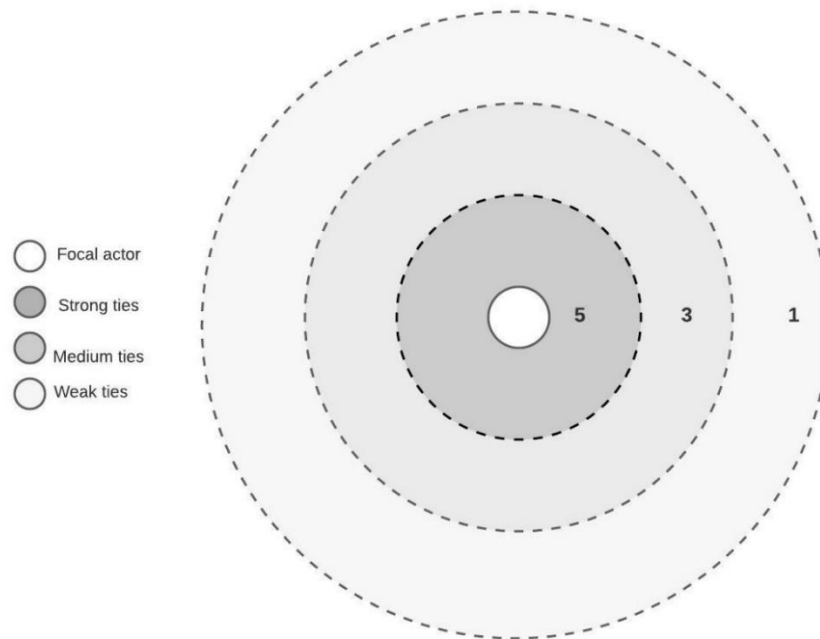 Focal actor
Strong ties
Medium ties
Weak ties
5 3 1